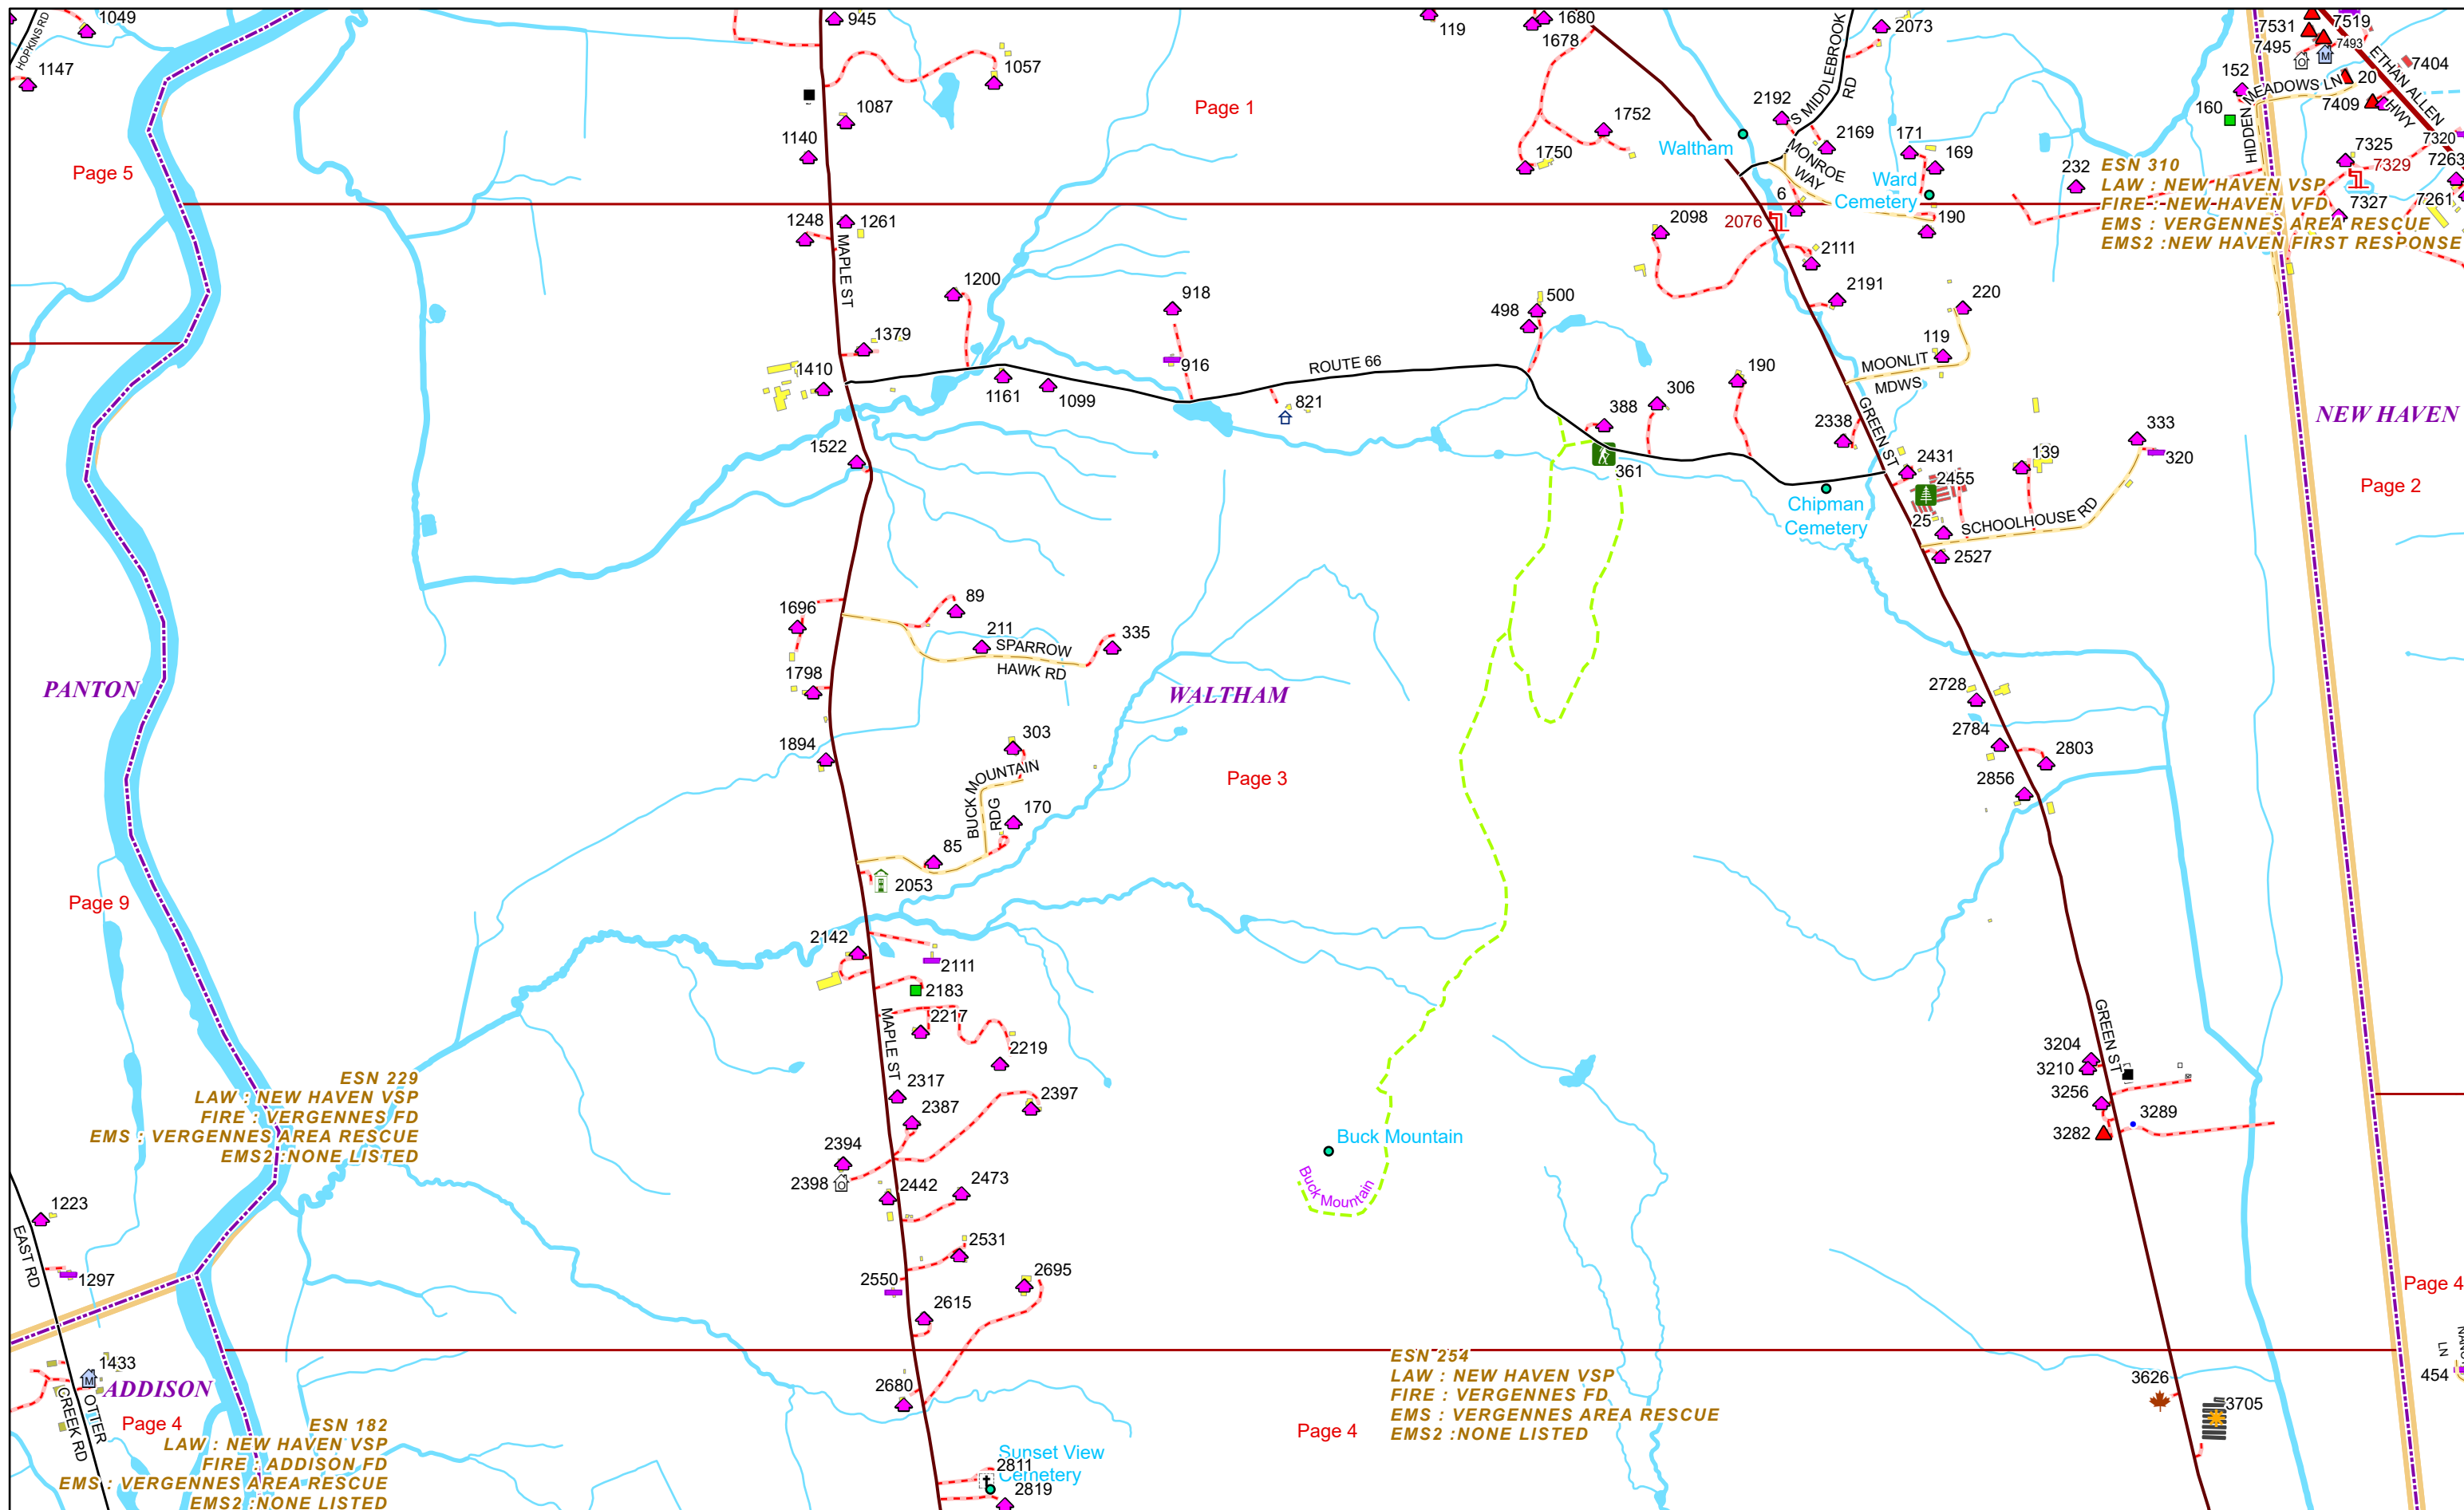 1049
HOPKINS RD
1147
945
1057
1087
1140
Page 5
Page 1
119
1680
1678
1752
1750
2073
S MIDDLEBROOK
RD
2192
2169
Waltham
MONROE
WAY
171
169
Ward
Cemetery
6
190
232
152
160
HIDDEN MEADOWS LN
7531
7519
7495
7493
7404
ETHAN ALLEN
HWY
20
7409
7320
7325
7329
7263
7327
7261
ESN 310
LAW : NEW HAVEN VSP
FIRE : NEW HAVEN VFD
EMS : VERGENNES AREA RESCUE
EMS2 :NEW HAVEN FIRST RESPONSE
1248
1261
MAPLE ST
1200
918
2098
2076
2111
2191
220
498
500
1379
1410
916
ROUTE 66
119
MOONLIT
MDWS
1161
1099
821
388
306
190
GREEN ST
2338
NEW HAVEN
1522
361
2431
2455
139
333
320
Page 2
Chipman
Cemetery
25
SCHOOLHOUSE RD
2527
1696
89
211
SPARROW
HAWK RD
335
1798
PANTON
WALTHAM
2728
1894
303
2784
2803
BUCK MOUNTAIN
RDG
Page 3
2856
170
85
2053
Page 9
2142
2111
2183
2217
MAPLE ST
2219
GREEN ST
3204
3210
3256
3289
3282
ESN 229
LAW : NEW HAVEN VSP
FIRE : VERGENNES FD
EMS : VERGENNES AREA RESCUE
EMS2 :NONE LISTED
2317
2387
2397
2394
2398
Buck Mountain
Buck Mountain
2442
2473
1223
EAST RD
1297
2531
2550
2695
2615
Page 4
1433
ADDISON
OTTER
CREEK RD
Page 4
ESN 182
LAW : NEW HAVEN VSP
FIRE : ADDISON FD
EMS : VERGENNES AREA RESCUE
EMS2 :NONE LISTED
2680
ESN 254
LAW : NEW HAVEN VSP
FIRE : VERGENNES FD
EMS : VERGENNES AREA RESCUE
EMS2 :NONE LISTED
Page 4
3626
3705
LN
454
Sunset View
Cemetery
2811
2819